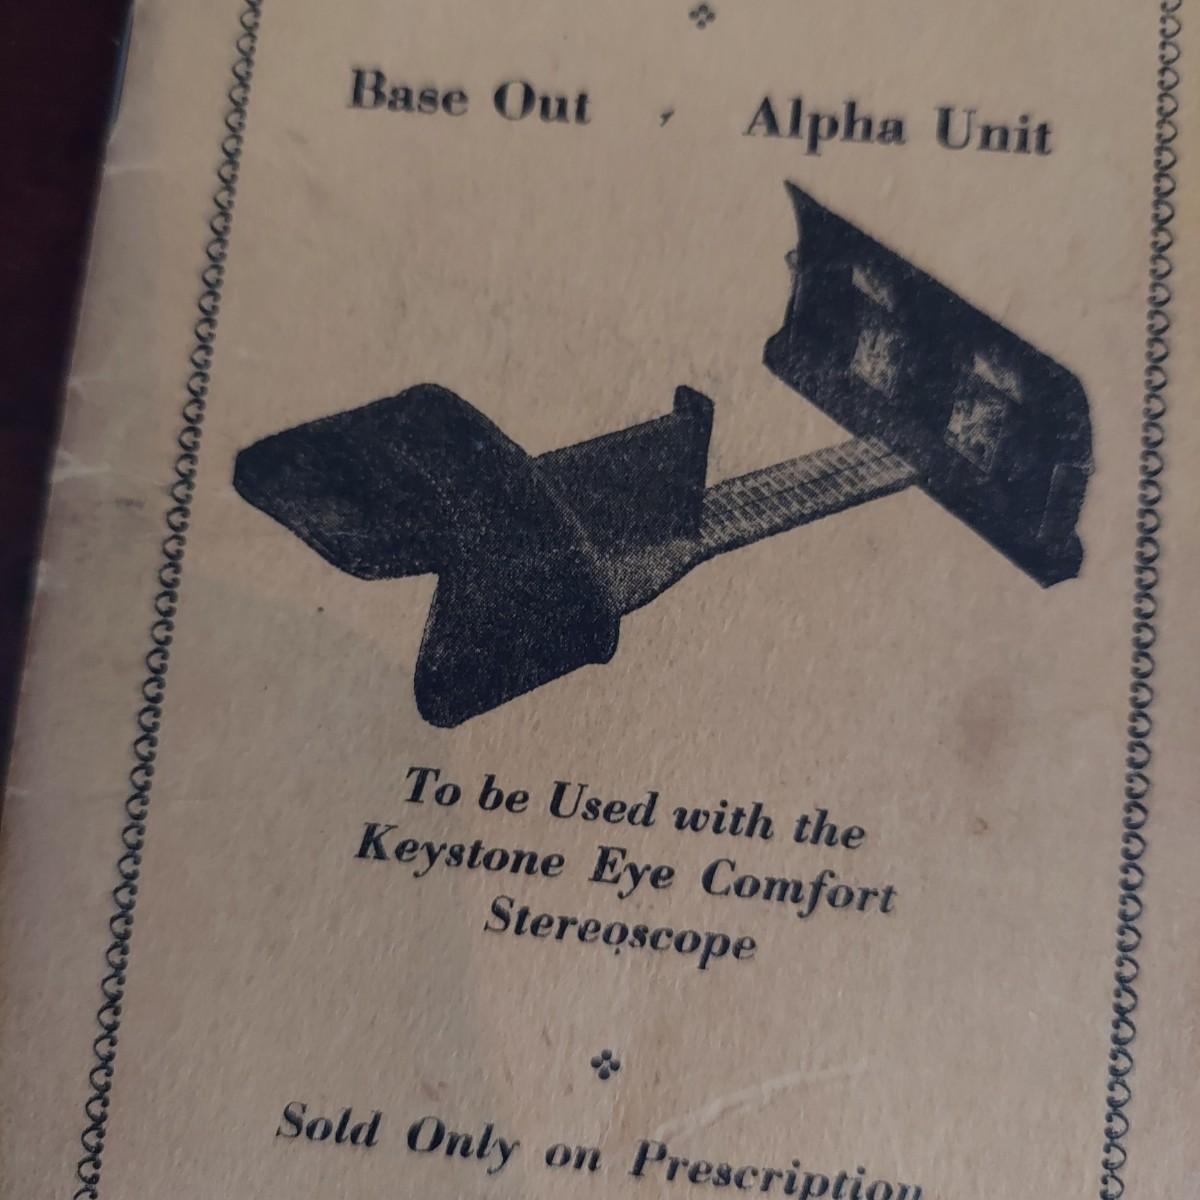 Base Out , Alpha Unit
To be Used with the
Keystone Eye Comfort
Stereoscope
Sold Only on Prescription